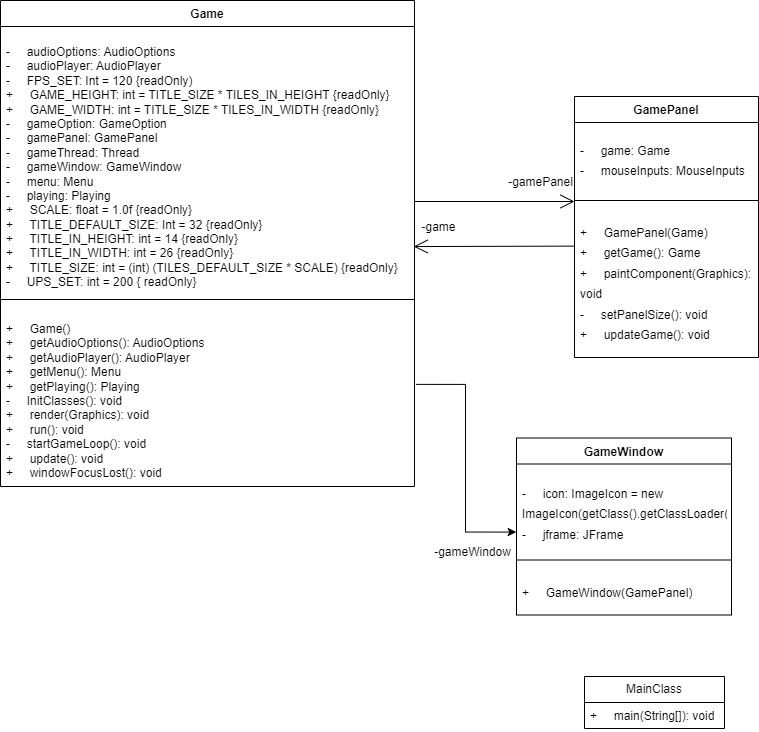 Game
- audioOptions: AudioOptions
- audioPlayer: AudioPlayer
- FPS_SET: Int = 120 {readOnly)
+ GAME_HEIGHT: int = TITLE_SIZE * TILES_IN_HEIGHT {readOnly}
+ GAME_WIDTH: int = TITLE_SIZE * TILES_IN_WIDTH {readOnly}
- gameOption: GameOption
- gamePanel: GamePanel
- gameThread: Thread
- gameWindow: GameWindow
- menu: Menu
- playing: Playing
+ SCALE: float = 1.0f {readOnly}
+ TITLE_DEFAULT_SIZE: Int = 32 {readOnly}
+ TITLE_IN_HEIGHT: int = 14 {readOnly}
+ TITLE_IN_WIDTH: int = 26 {readOnly}
+ TITLE_SIZE: int = (int) (TILES_DEFAULT_SIZE * SCALE) {readOnly}
- UPS_SET: int = 200 { readOnly}
+ Game()
+ getAudioOptions(): AudioOptions
+ getAudioPlayer(): AudioPlayer
+ getMenu(): Menu
+ getPlaying(): Playing
- InitClasses(): void
+ render(Graphics): void
+ run(): void
- startGameLoop(): void
+ update(): void
+ windowFocusLost(): void
-gamePanel
-game
GamePanel
- game: Game
- mouseInputs: MouseInputs
+ GamePanel(Game)
+ getGame(): Game
+ paintComponent(Graphics):
void
- setPanelSize(): void
+ updateGame(): void
-gameWindow
GameWindow
- icon: ImageIcon = new
ImageIcon(getClass().getClassLoader(
- jframe: JFrame
+ GameWindow(GamePanel)
MainClass
+ main(String[]): void